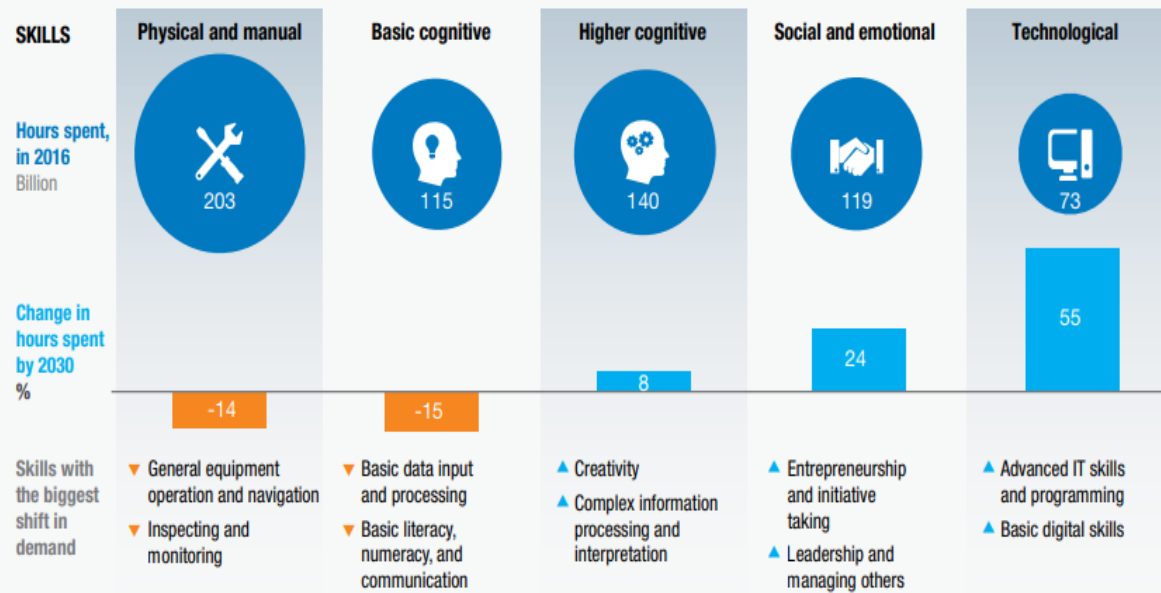 SKILLS
Physical and manual
Basic cognitive
Higher cognitive
Social and emotional
Technological
Hours spent,
in 2016
Billion
203
115
140
119
73
Change in
hours spent
by 2030
%
-14
-15
8
24
55
Skills with
the biggest
shift in
demand
General equipment
operation and navigation
Inspecting and
monitoring
Basic data input
and processing
Basic literacy,
numeracy, and
communication
Creativity
Complex information
processing and
interpretation
Entrepreneurship
and initiative
taking
Leadership and
managing others
Advanced IT skills
and programming
Basic digital skills